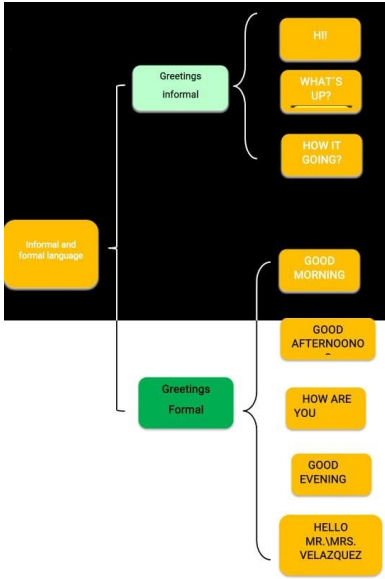 HI!
WHAT´S
UP?
Greetings
informal
HOW IT
GOING?
Informal and
formal language
GOOD
MORNING
GOOD
AFTERNOONO
-
Greetings
Formal
HOW ARE
YOU
GOOD
EVENING
HELLO
MR.\MRS.
VELAZQUEZ